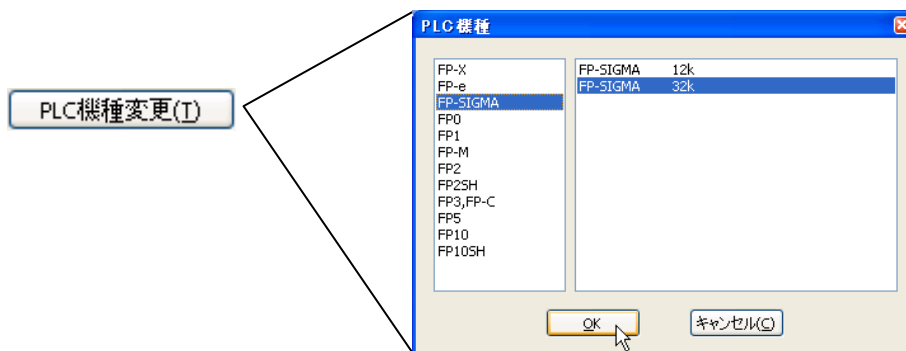 PLC機種変更(T)
PLC機種
FP-X
FP-e
FP-SIGMA
FP0
FP1
FP-M
FP2
FP2SH
FP3,FP-C
FP5
FP10
FP10SH
FP-SIGMA 12k
FP-SIGMA 32k
OK
キャンセル(C)